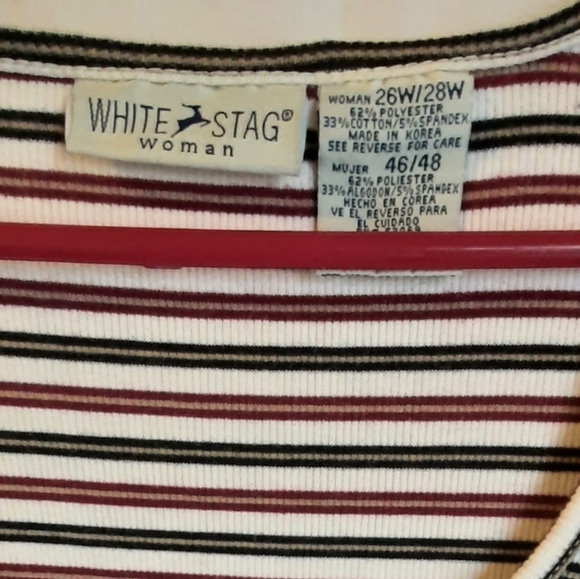 WHITE STAG®
woman
WOMAN 26W/28W
62% POLYESTER
33% COTTON/5% SPANDEX
MADE IN KOREA
SEE REVERSE FOR CARE
MUJER 46/48
62% POLIESTER
33% ALGODON/5% SPANDEX
HECHO EN COREA
VE EL REVERSO PARA
EL CUIDADO